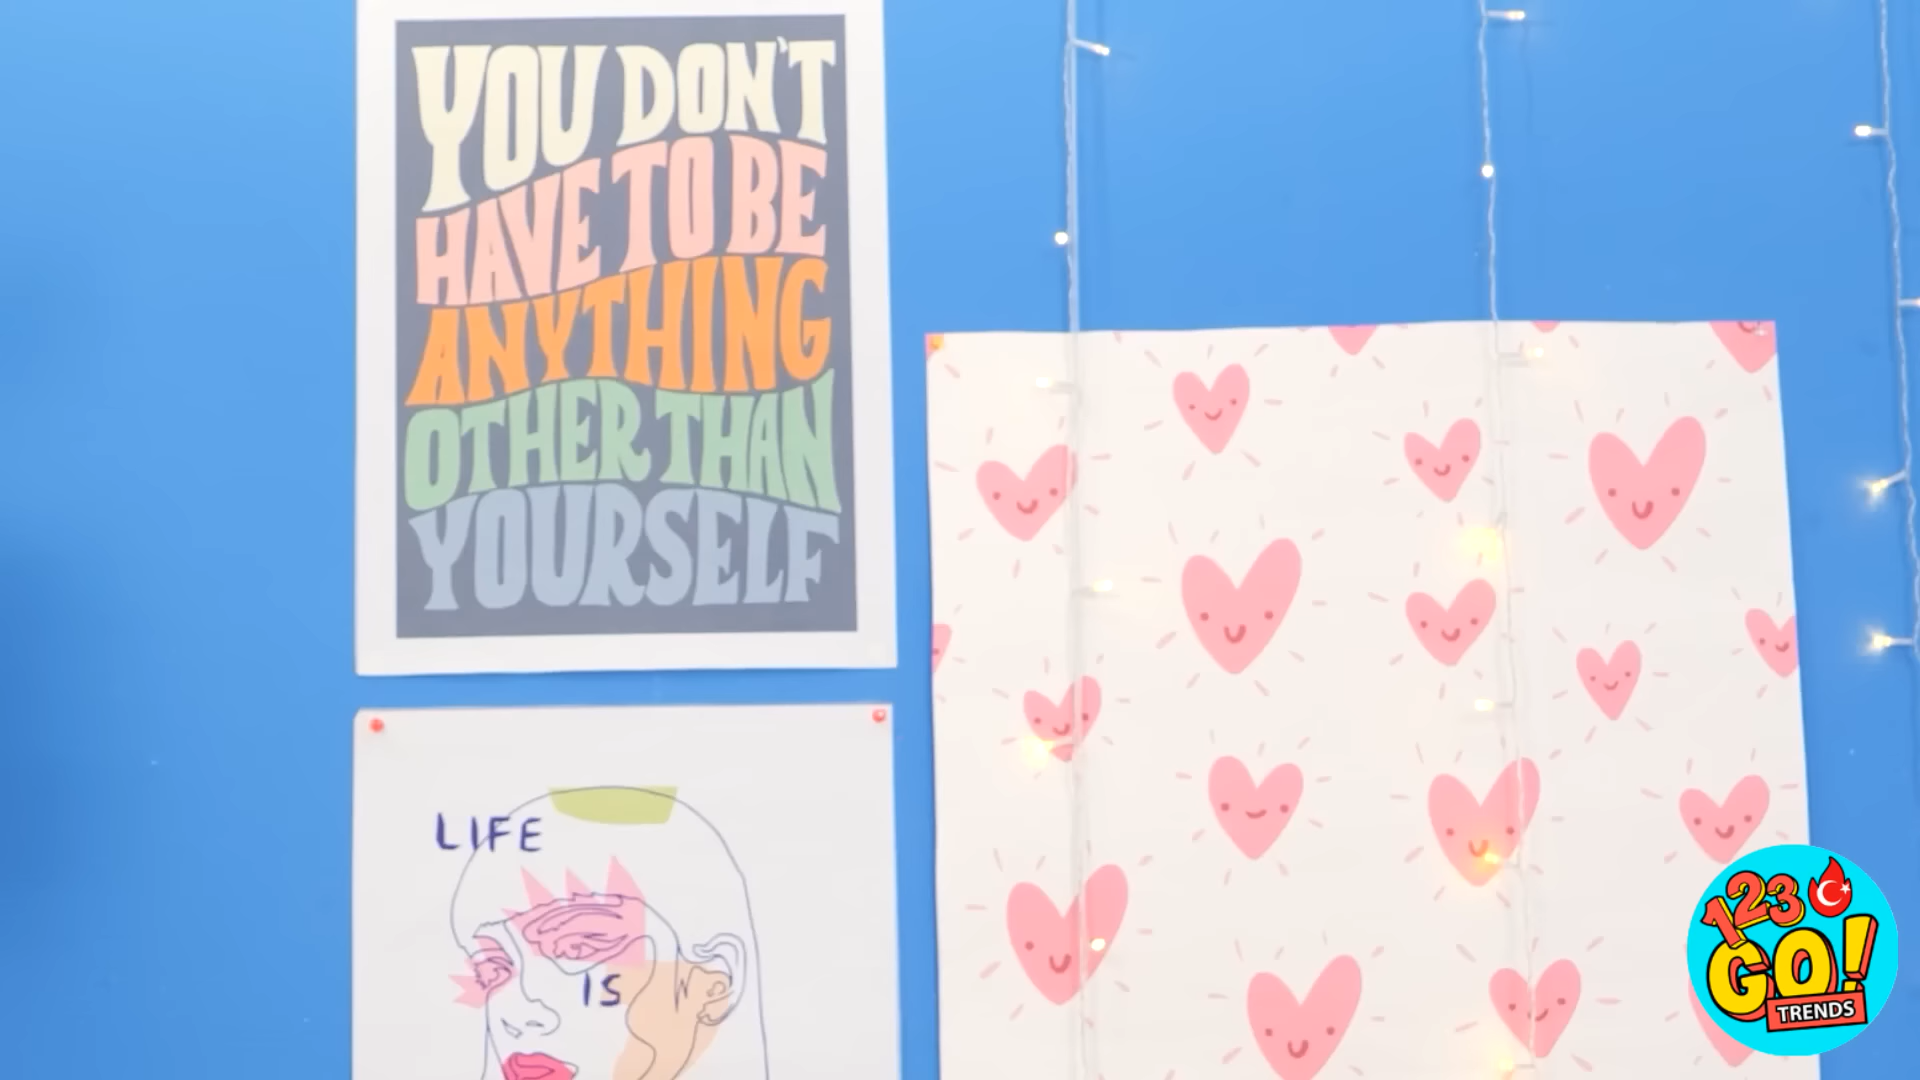 YOU DON'T
HAVE TO BE
ANYTHING
OTHER THAN
YOURSELF
LIFE
IS
123
GO!
TRENDS